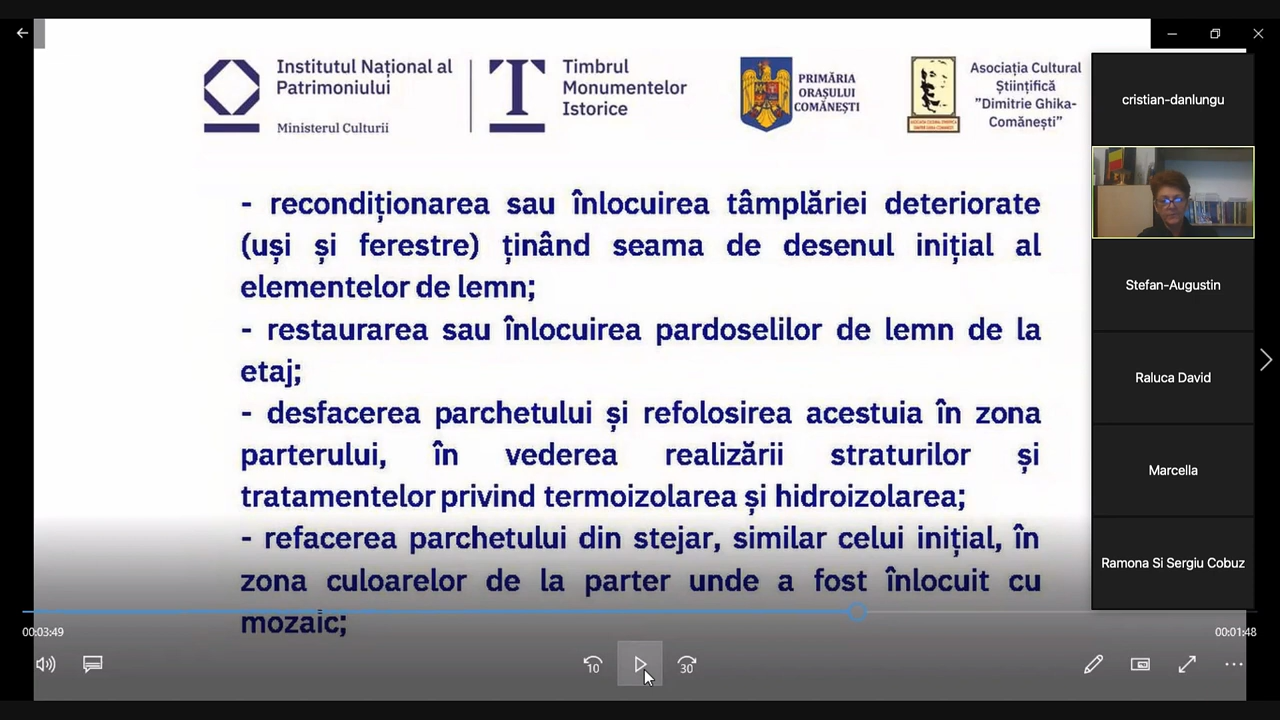 Institutul Național al
Patrimoniului
Ministerul Culturii
Timbrul
Monumentelor
Istorice
PRIMĂRIA
ORAȘULUI
COMĂNEȘTI
Asociația Cultural
Științifică
”Dimitrie Ghika-
Comănești”
- recondiționarea sau înlocuirea tâmplăriei deteriorate
(uși și ferestre) ținând seama de desenul inițial al
elementelor de lemn;
- restaurarea sau înlocuirea pardoselilor de lemn de la
etaj;
- desfacerea parchetului și refolosirea acestuia în zona
parterului, în vederea realizării straturilor și
tratamentelor privind termoizolarea și hidroizolarea;
- refacerea parchetului din stejar, similar celui inițial, în
zona culoarelor de la parter unde a fost înlocuit cu
mozaic;
cristian-danlungu
Stefan-Augustin
Raluca David
Marcella
Ramona Si Sergiu Cobuz
00:03:49
00:01:48
10
30